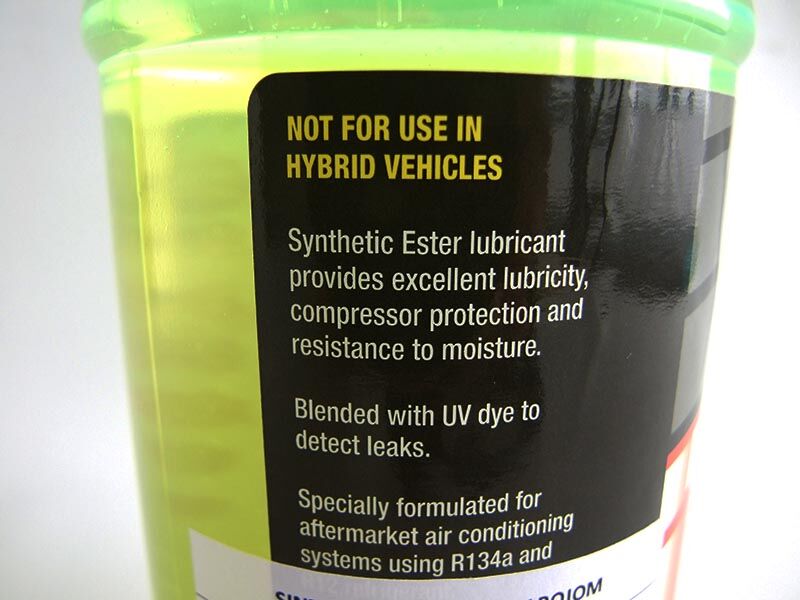 NOT FOR USE IN
HYBRID VEHICLES
Synthetic Ester lubricant
provides excellent lubricity,
compressor protection and
resistance to moisture.
Blended with UV dye to
detect leaks.
Specially formulated for
aftermarket air conditioning
systems using R134a and